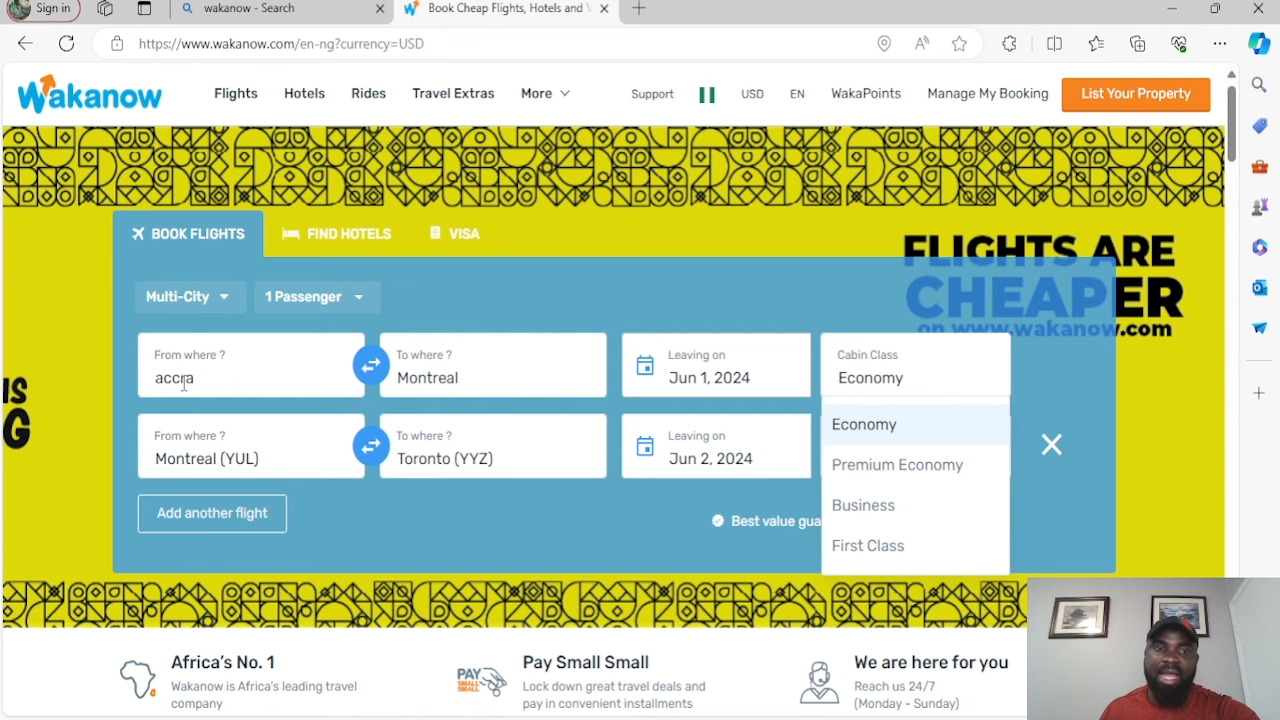 Sign in
wakanow - Search
Book Cheap Flights, Hotels and V
https://www.wakanow.com/en-ng?currency=USD
Wakanow
Flights
Hotels
Rides
Travel Extras
More
Support
USD
EN
WakaPoints
Manage My Booking
List Your Property
BOOK FLIGHTS
FIND HOTELS
VISA
FLIGHTS ARE
CHEAPER
on www.wakanow.com
IS
G
Multi-City
1 Passenger
From where ?
accra
To where ?
Montreal
Leaving on
Jun 1, 2024
Cabin Class
Economy
From where ?
Montreal (YUL)
To where ?
Toronto (YYZ)
Leaving on
Jun 2, 2024
Economy
Premium Economy
Business
First Class
Add another flight
Best value gua
Africa's No. 1
Wakanow is Africa's leading travel
company
PAY
SMALL
SMALL
Pay Small Small
Lock down great travel deals and
pay in convenient installments
We are here for you
Reach us 24/7
(Monday - Sunday)